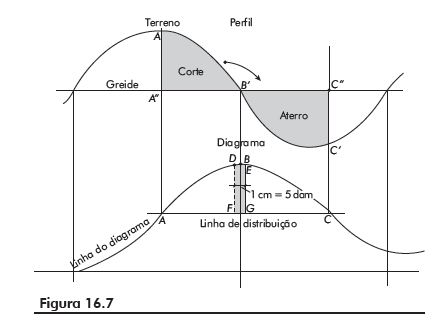 Terreno
Perfil
A
Corte
Greide
A"
B'
C"
Aterro
C'
Diagrama
D B
E
1 cm = 5 dam
F G
A
C
Linha de distribuição
Linha do diagrama
Figura 16.7